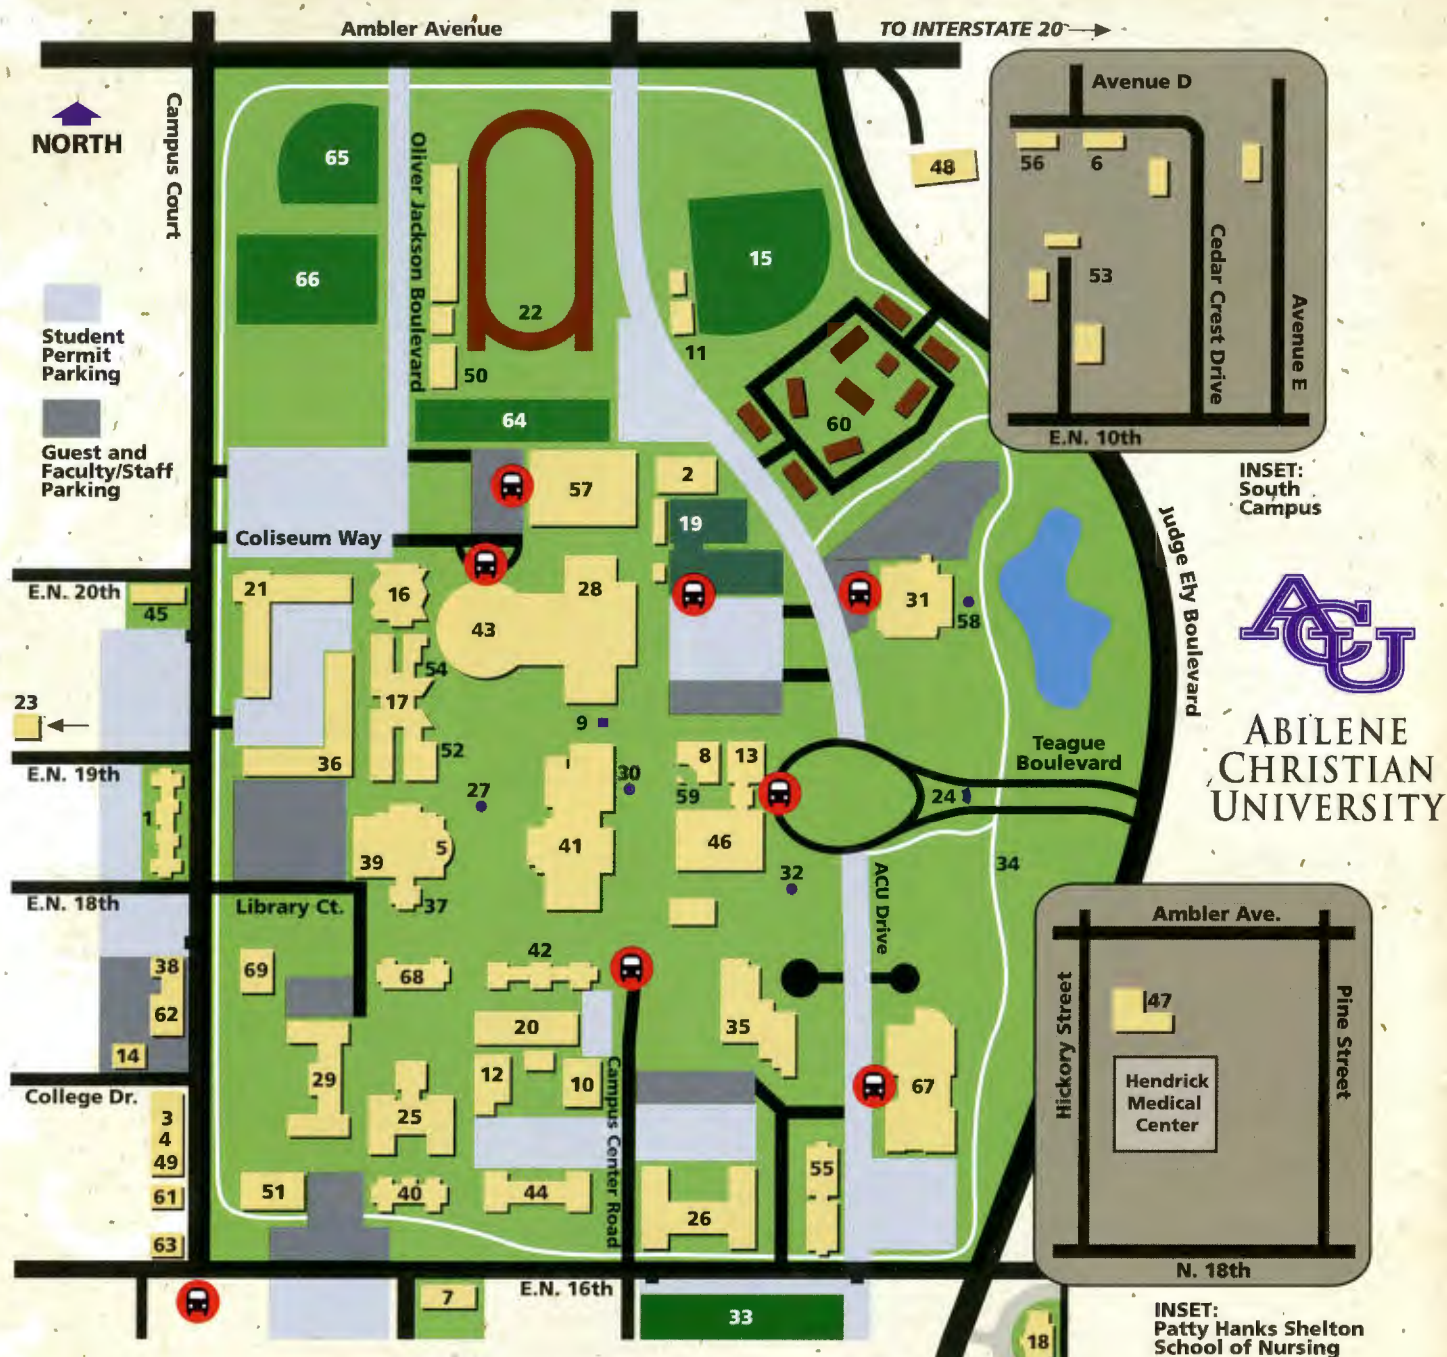 Ambler Avenue
TO INTERSTATE 20
NORTH
Campus Court
Oliver Jackson Boulevard
65
66
22
50
64
15
11
60
48
Avenue D
56
6
53
Cedar Crest Drive
Avenue E
E.N. 10th
INSET:
South
Campus
Student
Permit
Parking
Guest and
Faculty/Staff
Parking
57
2
19
Coliseum Way
E.N. 20th
45
21
16
43
28
31
58
Judge Ely Boulevard
23
54
17
9
52
36
E.N. 19th
1
27
30
8
13
59
24
Teague
Boulevard
ACU
ABILENE
CHRISTIAN
UNIVERSITY
39
5
41
46
32
34
ACU Drive
E.N. 18th
Library Ct.
37
38
69
68
42
62
14
20
35
29
12
10
25
Campus Center Road
67
College Dr.
3
4
49
61
63
51
40
44
26
55
E.N. 16th
7
33
18
Ambler Ave.
Hickory Street
Pine Street
47
Hendrick
Medical
Center
N. 18th
INSET:
Patty Hanks Shelton
School of Nursing